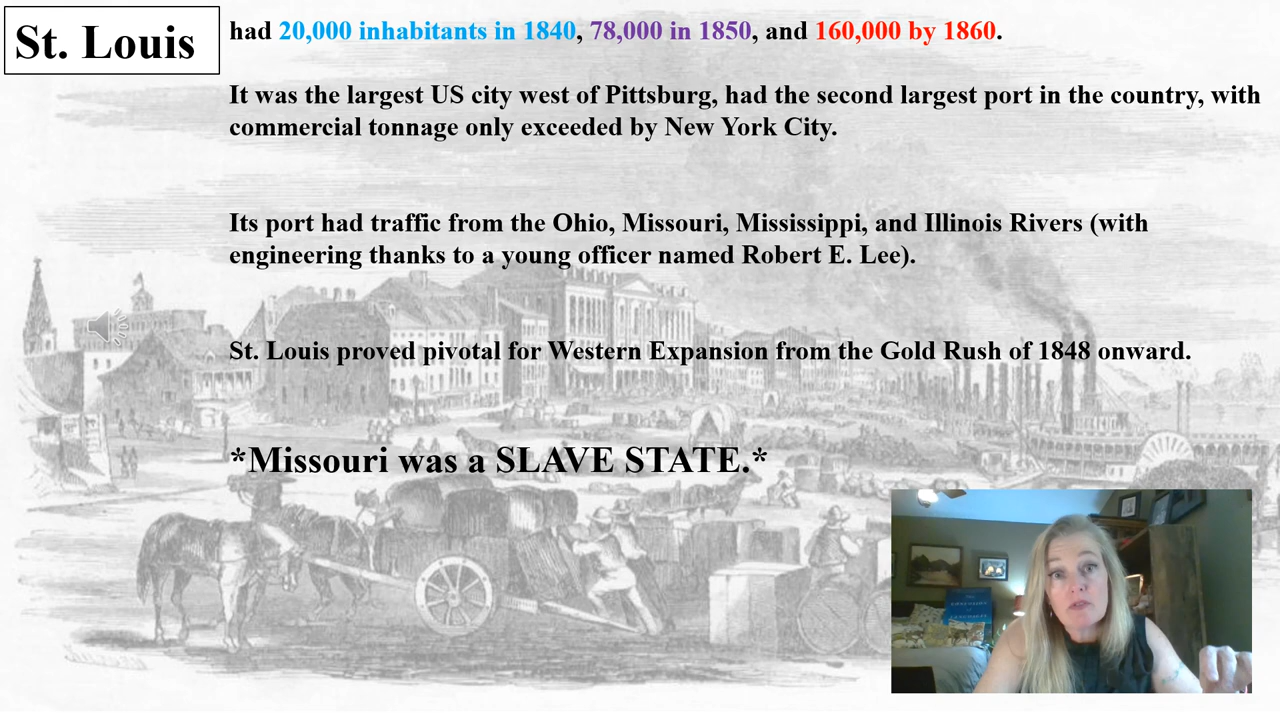 St. Louis
had 20,000 inhabitants in 1840, 78,000 in 1850, and 160,000 by 1860.
It was the largest US city west of Pittsburg, had the second largest port in the country, with
commercial tonnage only exceeded by New York City.
Its port had traffic from the Ohio, Missouri, Mississippi, and Illinois Rivers (with
engineering thanks to a young officer named Robert E. Lee).
St. Louis proved pivotal for Western Expansion from the Gold Rush of 1848 onward.
*Missouri was a SLAVE STATE.*